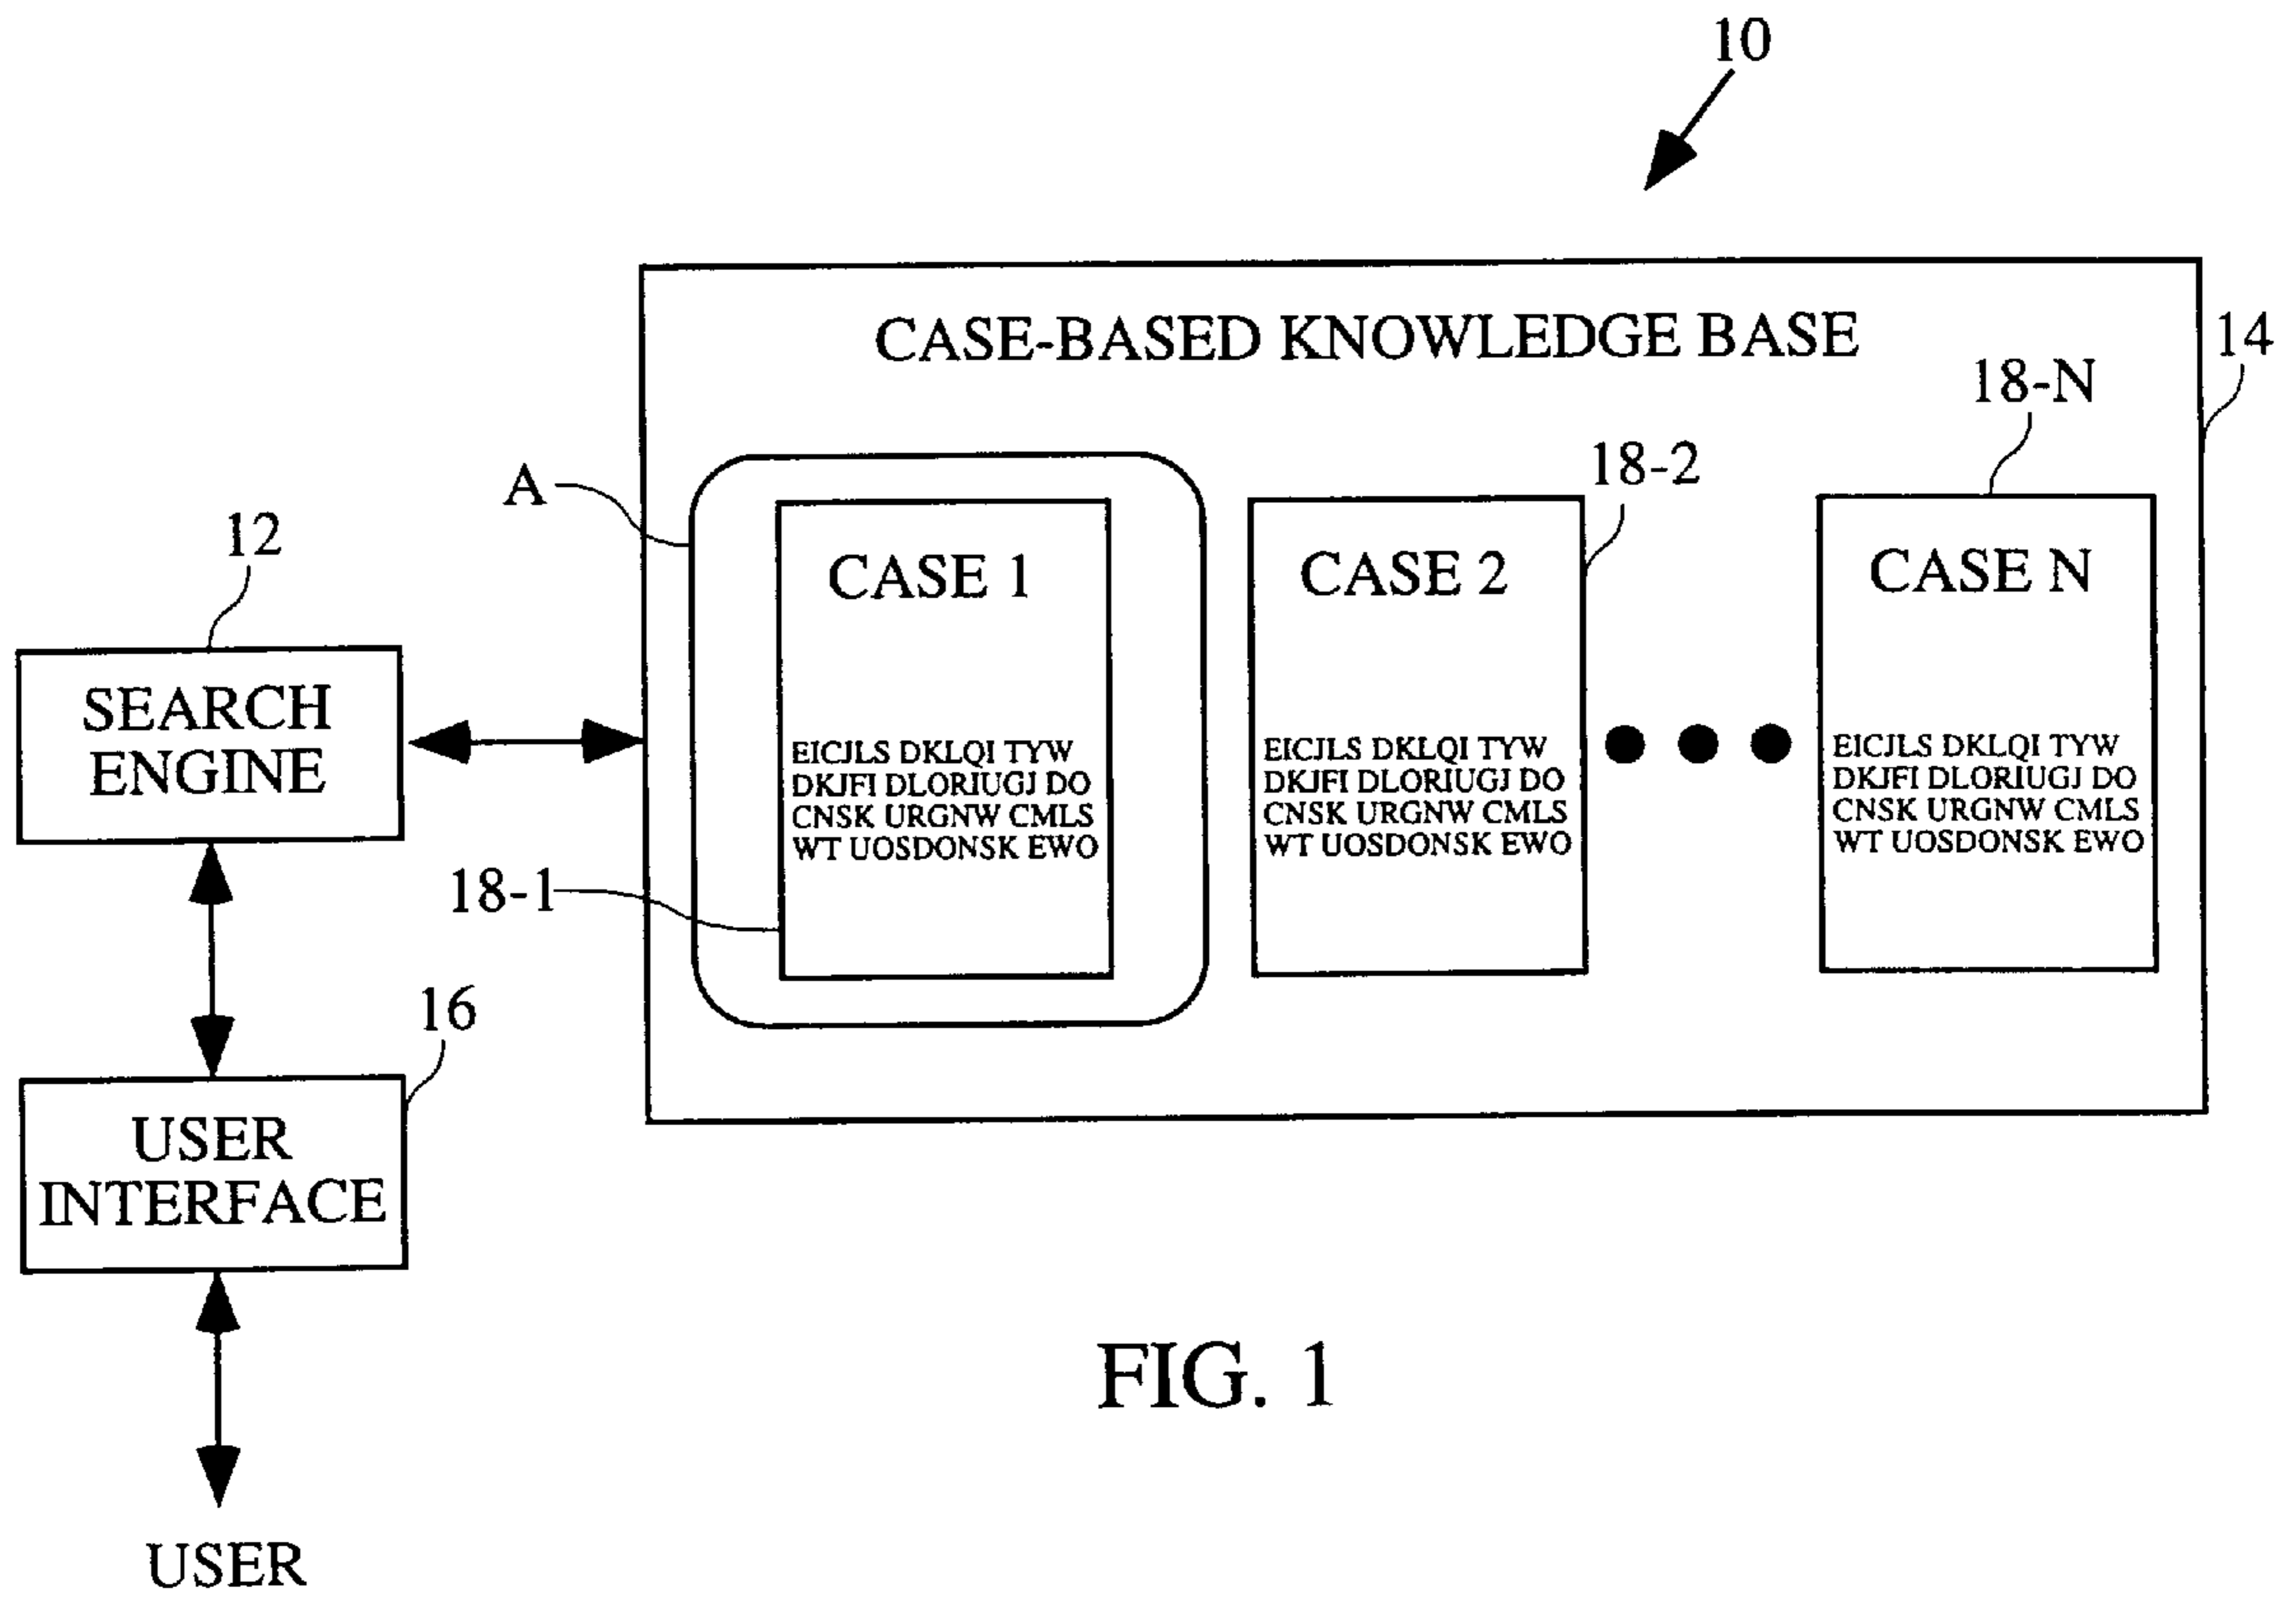 10
CASE-BASED KNOWLEDGE BASE
14
18-N
18-2
A
12
CASE 1
CASE 2
CASE N
SEARCH
ENGINE
EICJLS DKLQI TYW
DKJFI DLORIUGJ DO
CNSK URGNW CMLS
WT UOSDONSK EWO
EICJLS DKLQI TYW
DKJFI DLORIUGJ DO
CNSK URGNW CMLS
WT UOSDONSK EWO
EICJLS DKLQI TYW
DKJFI DLORIUGJ DO
CNSK URGNW CMLS
WT UOSDONSK EWO
18-1
16
USER
INTERFACE
USER
FIG. 1